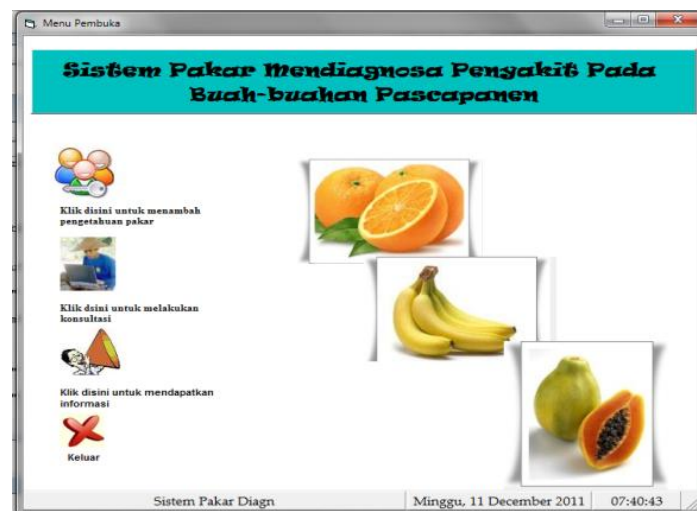 Menu Pembuka
Sistem Pakar Mendiagnosa Penyakit Pada
Buah-buahan Pascapanen
Klik disini untuk menambah
pengetahuan pakar
Klik dsini untuk melakukan
konsultasi
Klik disini untuk mendapatkan
informasi
Keluar
Sistem Pakar Diagn
Minggu, 11 December 2011
07:40:43